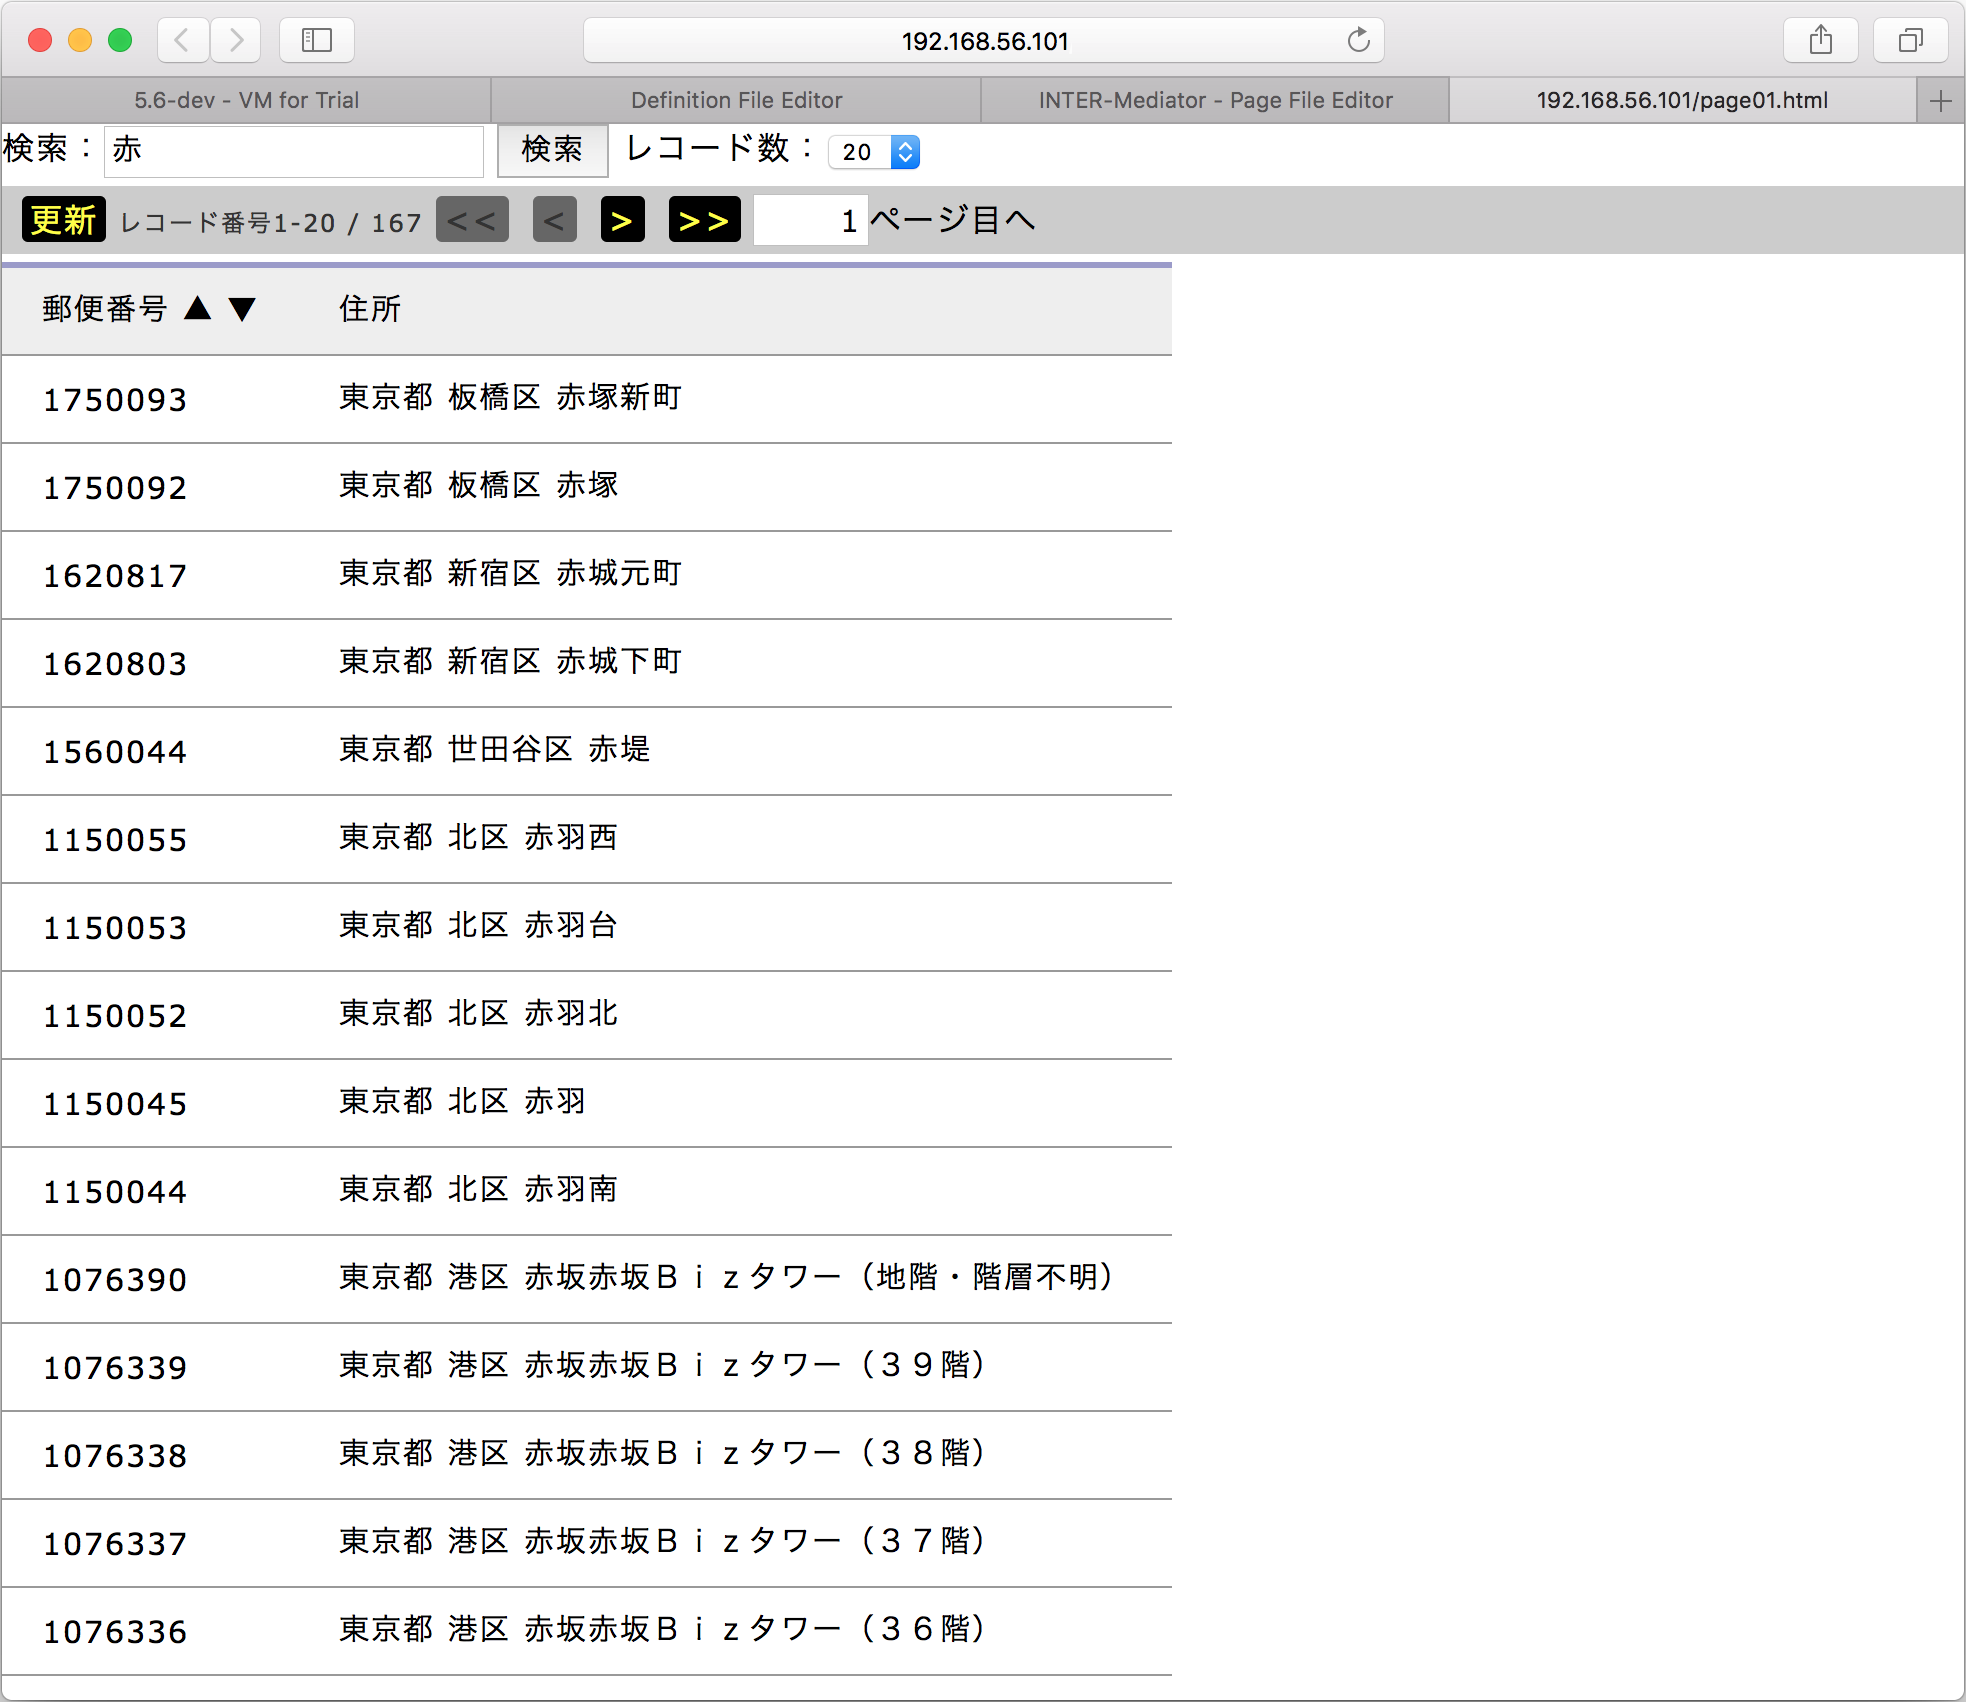 192.168.56.101
5.6-dev - VM for Trial Definition File Editor INTER-Mediator - Page File Editor 192.168.56.101/page01.html
検索：赤 検索 レコード数： 20
更新 レコード番号1-20 / 167 << < > >> 1 ページ目へ
郵便番号 ▲ ▼ 住所
1750093 東京都 板橋区 赤塚新町
1750092 東京都 板橋区 赤塚
1620817 東京都 新宿区 赤城元町
1620803 東京都 新宿区 赤城下町
1560044 東京都 世田谷区 赤堤
1150055 東京都 北区 赤羽西
1150053 東京都 北区 赤羽台
1150052 東京都 北区 赤羽北
1150045 東京都 北区 赤羽
1150044 東京都 北区 赤羽南
1076390 東京都 港区 赤坂赤坂Ｂｉｚタワー（地階・階層不明）
1076339 東京都 港区 赤坂赤坂Ｂｉｚタワー（３９階）
1076338 東京都 港区 赤坂赤坂Ｂｉｚタワー（３８階）
1076337 東京都 港区 赤坂赤坂Ｂｉｚタワー（３７階）
1076336 東京都 港区 赤坂赤坂Ｂｉｚタワー（３６階）